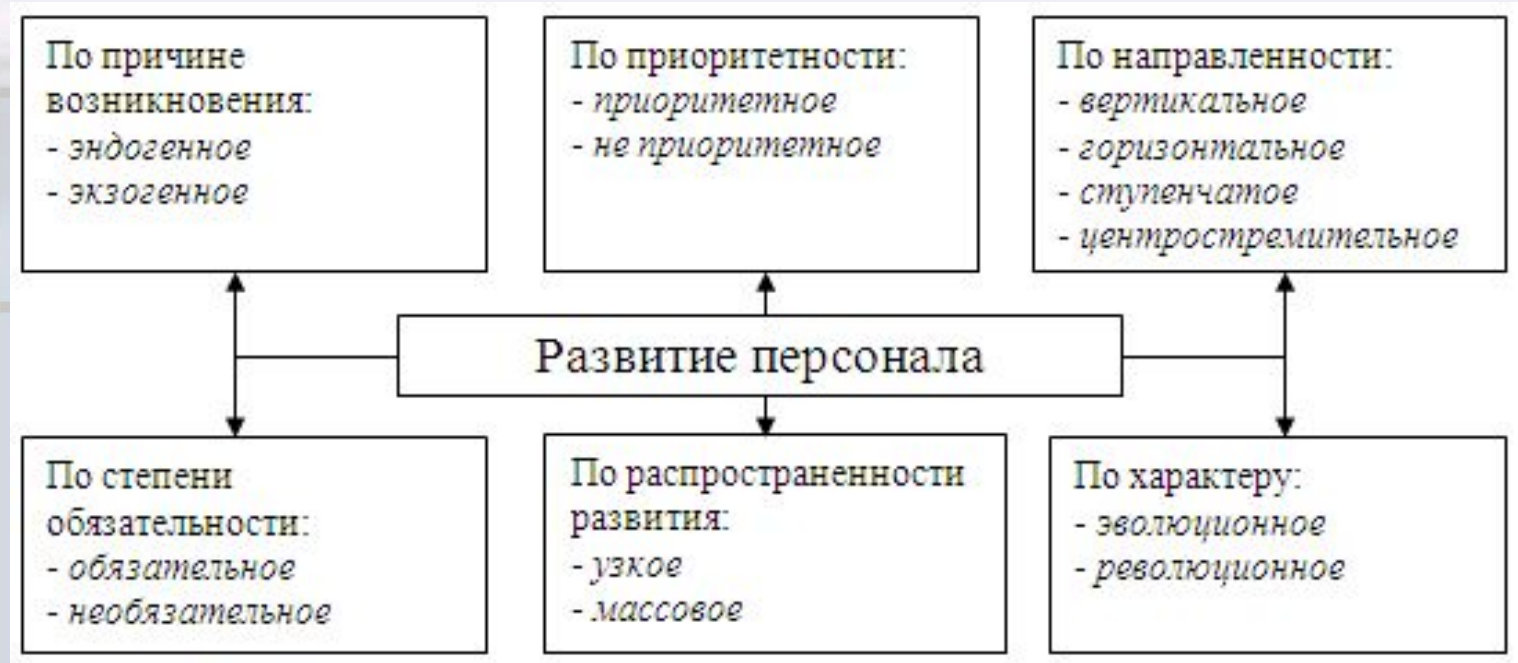 По причине
возникновения:
- эндогенное
- экзогенное
По приоритетности:
- приоритетное
- не приоритетное
По направленности:
- вертикальное
- горизонтальное
- ступенчатое
- центростремительное
Развитие персонала
По степени
обязательности:
- обязательное
- необязательное
По распространенности
развития:
- узкое
- массовое
По характеру:
- эволюционное
- революционное